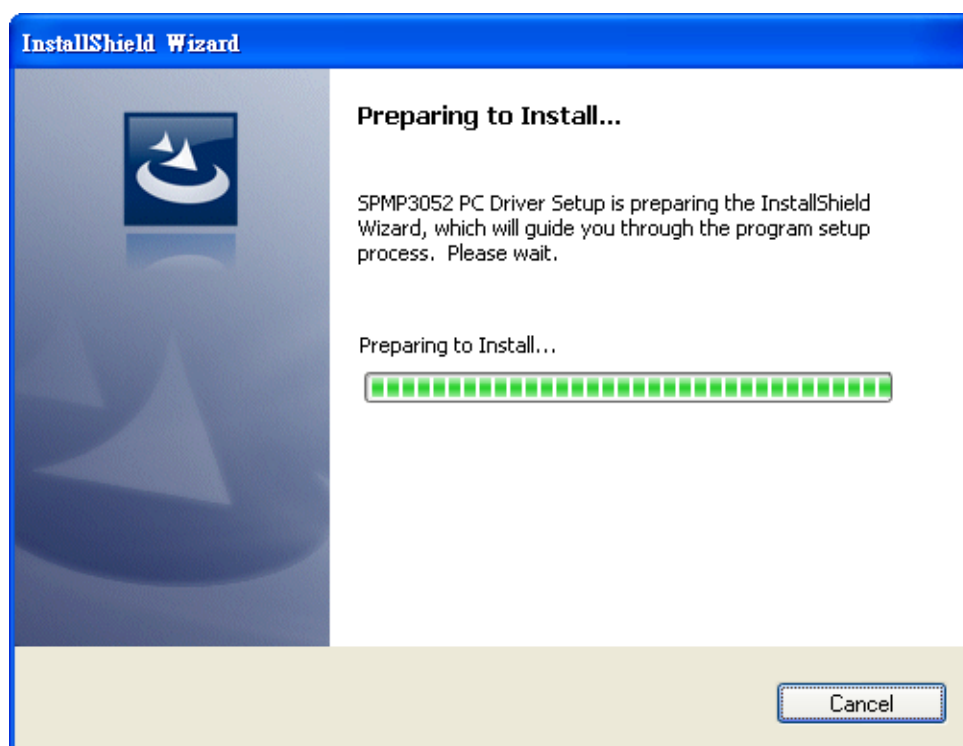 InstallShield Wizard
Preparing to Install...
SPMP3052 PC Driver Setup is preparing the InstallShield
Wizard, which will guide you through the program setup
process.  Please wait.
Preparing to Install...
Cancel